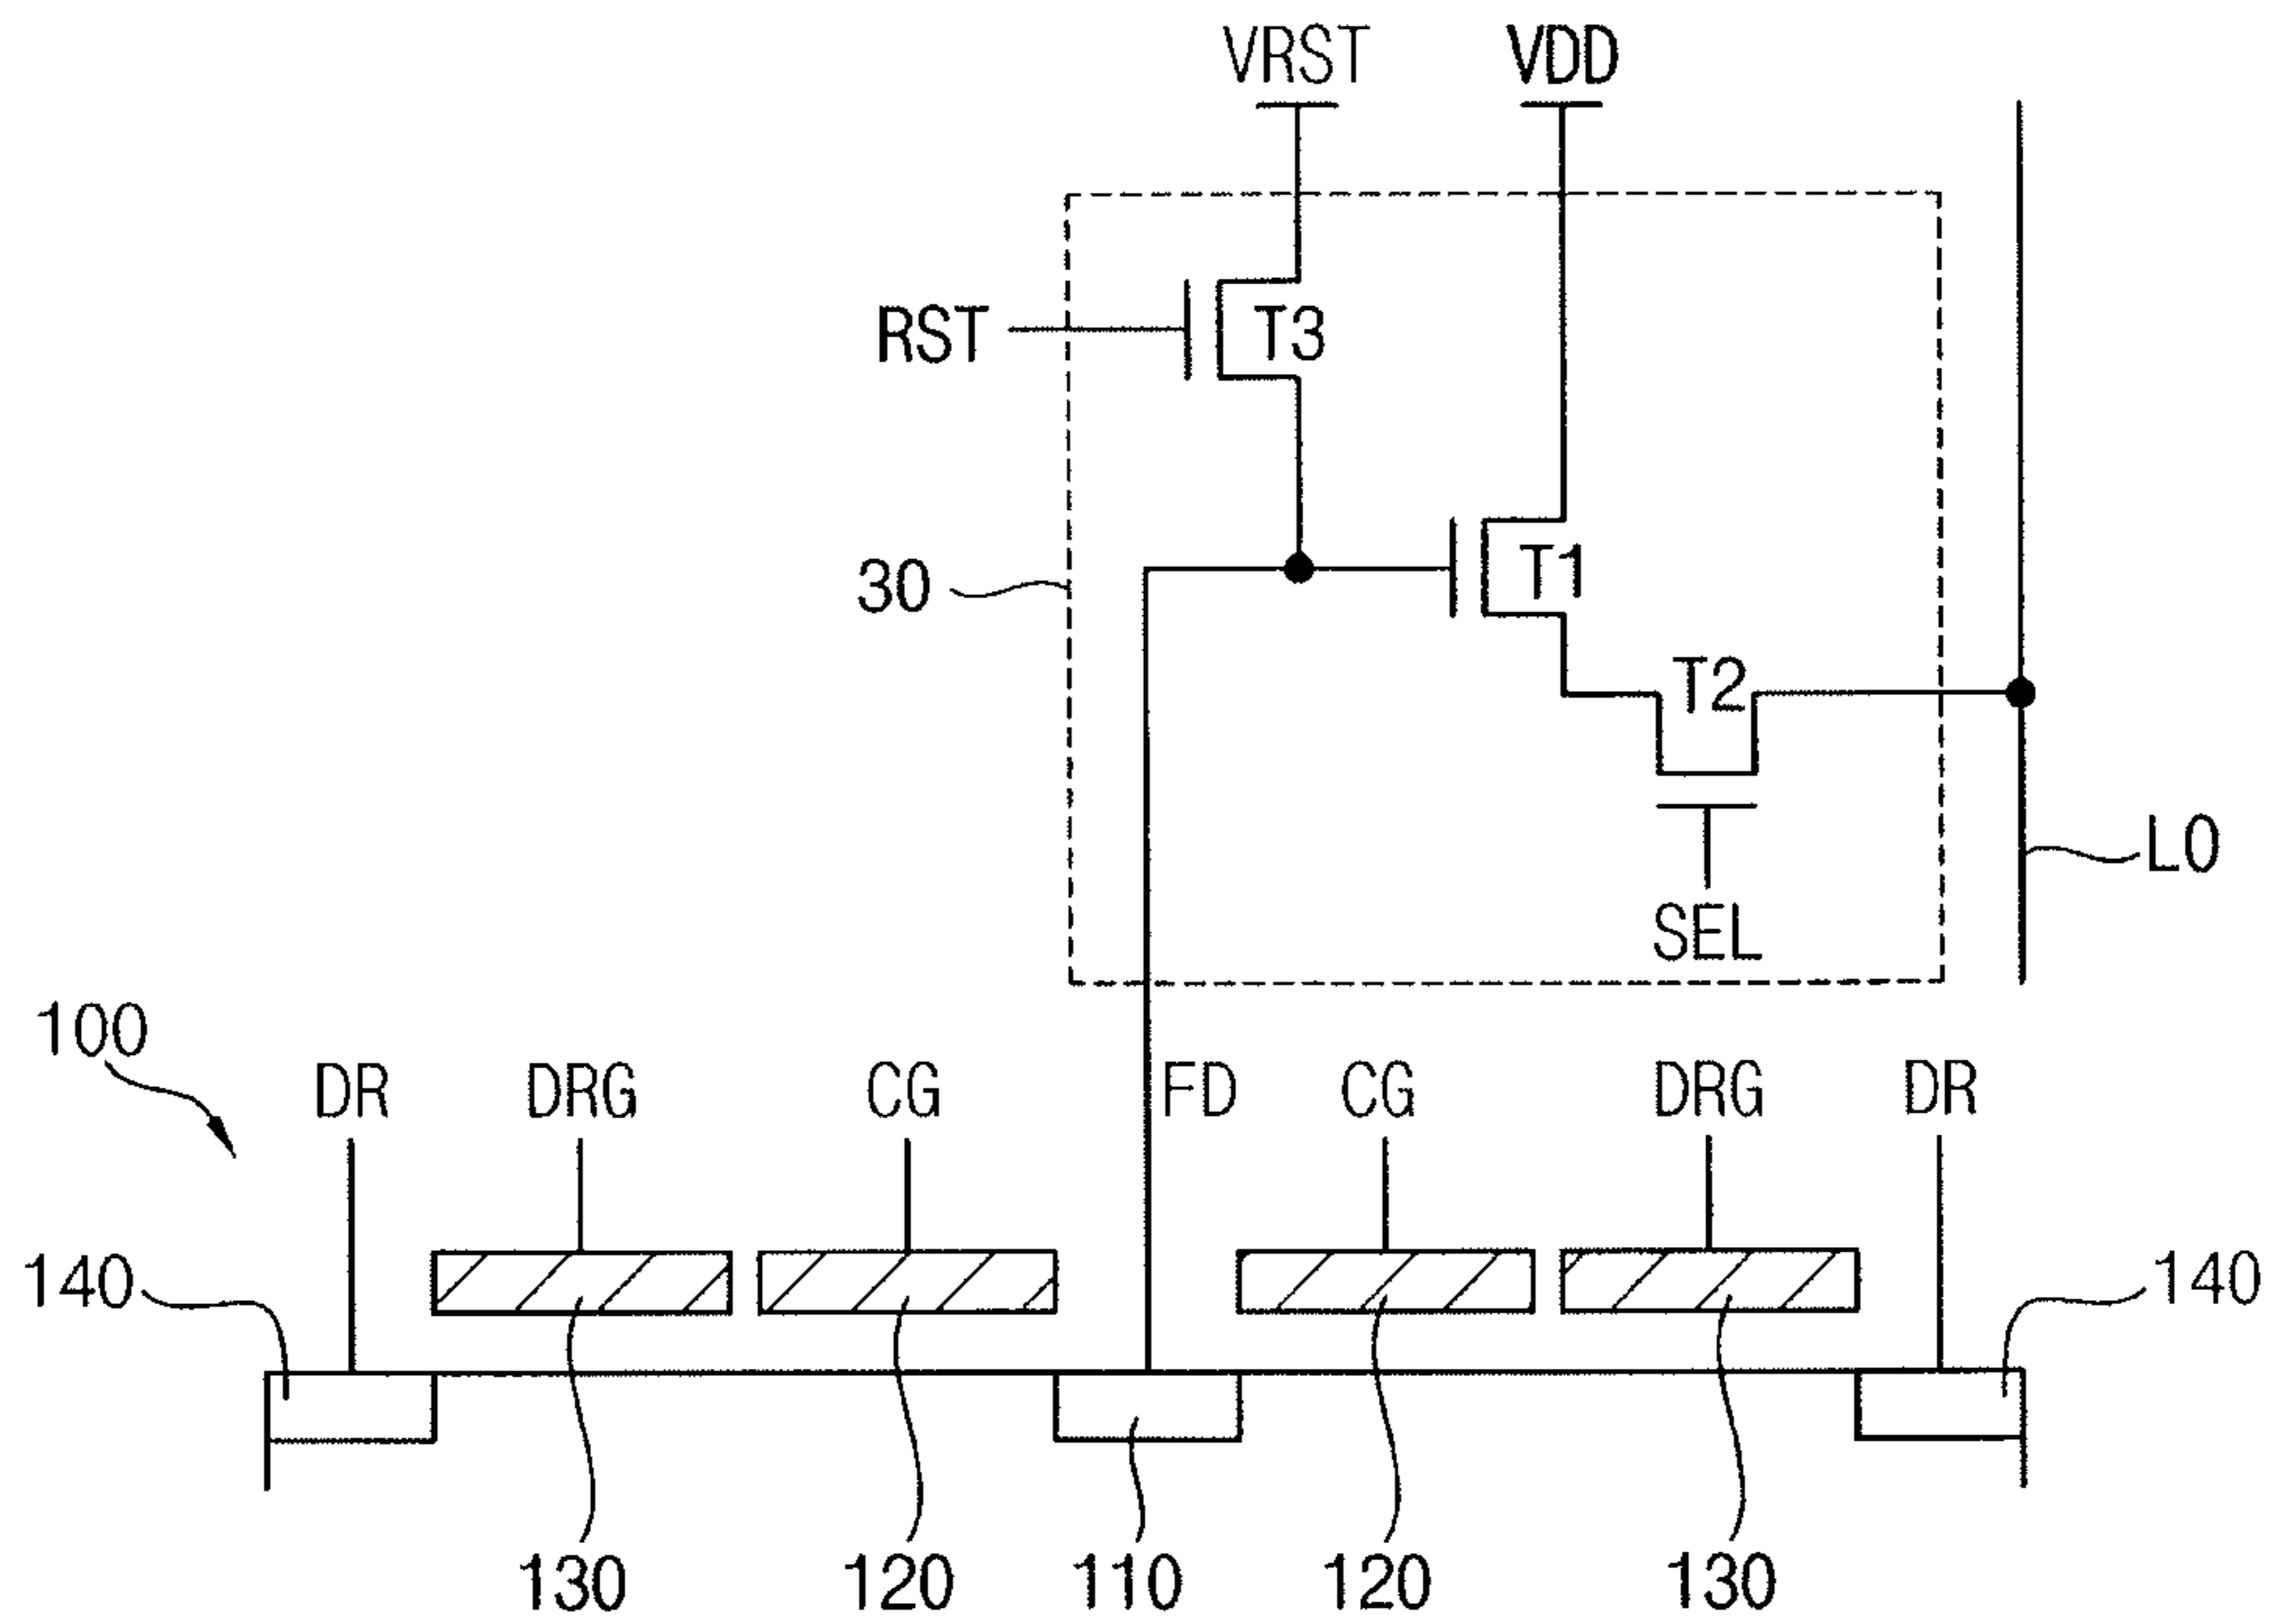 VRST VDD
RST T3
30 T1
T2
LO
SEL
100
DR DRG CG FD CG DRG DR
140 140
130 120 110 120 130